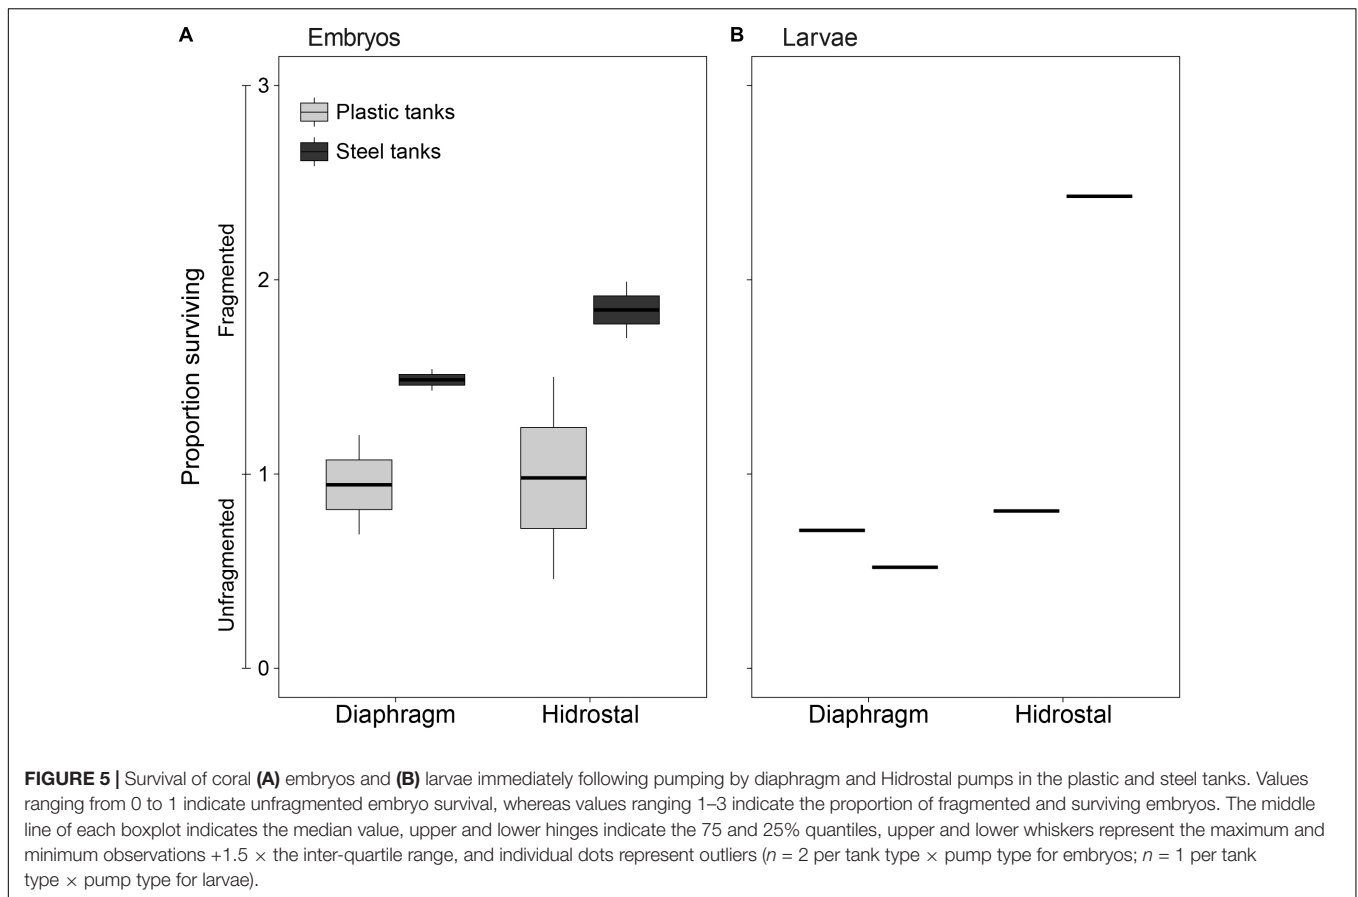 A Embryos
B Larvae
3
2
1
0
Plastic tanks
Steel tanks
Proportion surviving
Fragmented
Unfragmented
Diaphragm Hidrostal
Diaphragm Hidrostal
FIGURE 5 | Survival of coral (A) embryos and (B) larvae immediately following pumping by diaphragm and Hidrostal pumps in the plastic and steel tanks. Values
ranging from 0 to 1 indicate unfragmented embryo survival, whereas values ranging 1–3 indicate the proportion of fragmented and surviving embryos. The middle
line of each boxplot indicates the median value, upper and lower hinges indicate the 75 and 25% quantiles, upper and lower whiskers represent the maximum and
minimum observations +1.5 × the inter-quartile range, and individual dots represent outliers (n = 2 per tank type × pump type for embryos; n = 1 per tank
type × pump type for larvae).